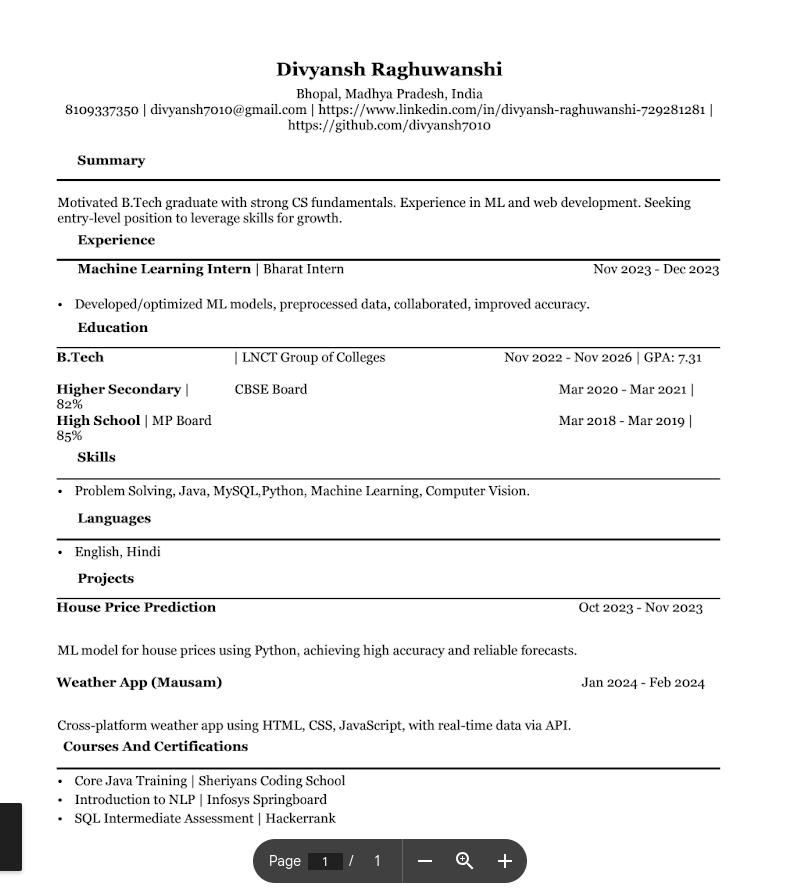 Divyansh Raghuwanshi
Bhopal, Madhya Pradesh, India
8109337350 | divyansh7010@gmail.com | https://www.linkedin.com/in/divyansh-raghuwanshi-729281281 |
https://github.com/divyansh7010
Summary
Motivated B.Tech graduate with strong CS fundamentals. Experience in ML and web development. Seeking
entry-level position to leverage skills for growth.
Experience
Machine Learning Intern | Bharat Intern Nov 2023 - Dec 2023
• Developed/optimized ML models, preprocessed data, collaborated, improved accuracy.
Education
B.Tech | LNCT Group of Colleges Nov 2022 - Nov 2026 | GPA: 7.31
Higher Secondary | CBSE Board Mar 2020 - Mar 2021 |
82%
High School | MP Board Mar 2018 - Mar 2019 |
85%
Skills
• Problem Solving, Java, MySQL,Python, Machine Learning, Computer Vision.
Languages
• English, Hindi
Projects
House Price Prediction Oct 2023 - Nov 2023
ML model for house prices using Python, achieving high accuracy and reliable forecasts.
Weather App (Mausam) Jan 2024 - Feb 2024
Cross-platform weather app using HTML, CSS, JavaScript, with real-time data via API.
Courses And Certifications
• Core Java Training | Sheriyans Coding School
• Introduction to NLP | Infosys Springboard
• SQL Intermediate Assessment | Hackerrank
Page 1 / 1